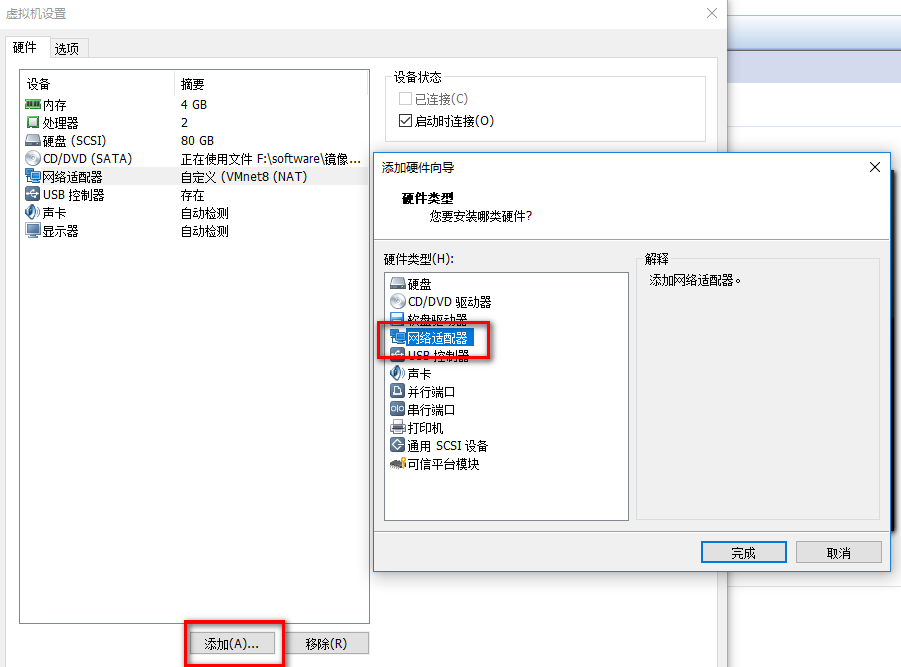 虚拟机设置
硬件 选项
设备 摘要
内存 4 GB
处理器 2
硬盘 (SCSI) 80 GB
CD/DVD (SATA) 正在使用文件 F:\software\镜像...
网络适配器 自定义 (VMnet8 (NAT)
USB 控制器 存在
声卡 自动检测
显示器 自动检测
添加(A)... 移除(R)
设备状态
已连接(C)
启动时连接(O)
添加硬件向导
硬件类型
您要安装哪类硬件?
硬件类型(H):
硬盘
CD/DVD 驱动器
软盘驱动器
网络适配器
USB 控制器
声卡
并行端口
串行端口
打印机
通用 SCSI 设备
可信平台模块
解释
添加网络适配器。
完成 取消